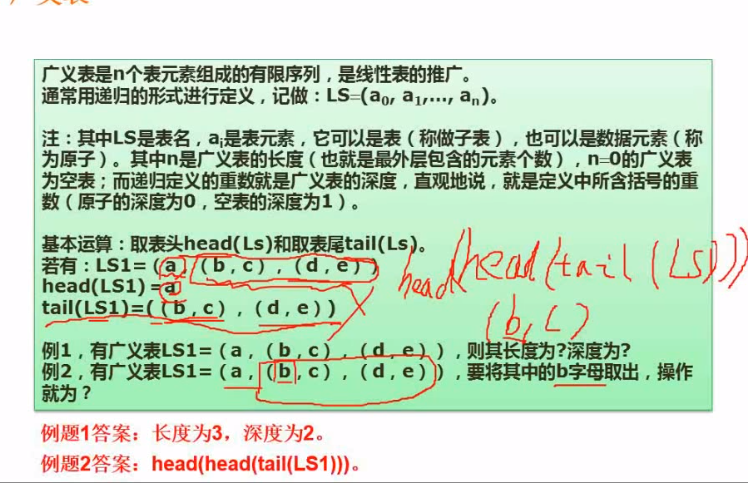 广义表是n个表元素组成的有限序列，是线性表的推广。
通常用递归的形式进行定义，记做：LS=(a₀, a₁,..., aₙ)。
注：其中LS是表名，aᵢ是表元素，它可以是表（称做子表），也可以是数据元素（称
为原子）。其中n是广义表的长度（也就是最外层包含的元素个数），n=0的广义表
为空表；而递归定义的重数就是广义表的深度，直观地说，就是定义中所含括号的重
数（原子的深度为0，空表的深度为1）。
基本运算：取表头head(Ls)和取表尾tail(Ls)。
若有：LS1=（a，（b，c），（d，e））
head(LS1)=a
tail(LS1)=(（b，c），（d，e）)
head(head(tail(LS)))
(b,c)
例1，有广义表LS1=（a，（b，c），（d，e）），则其长度为?深度为?
例2，有广义表LS1=（a，（b，c），（d，e）），要将其中的b字母取出，操作
就为？
例题1答案：长度为3，深度为2。
例题2答案：head(head(tail(LS1)))。